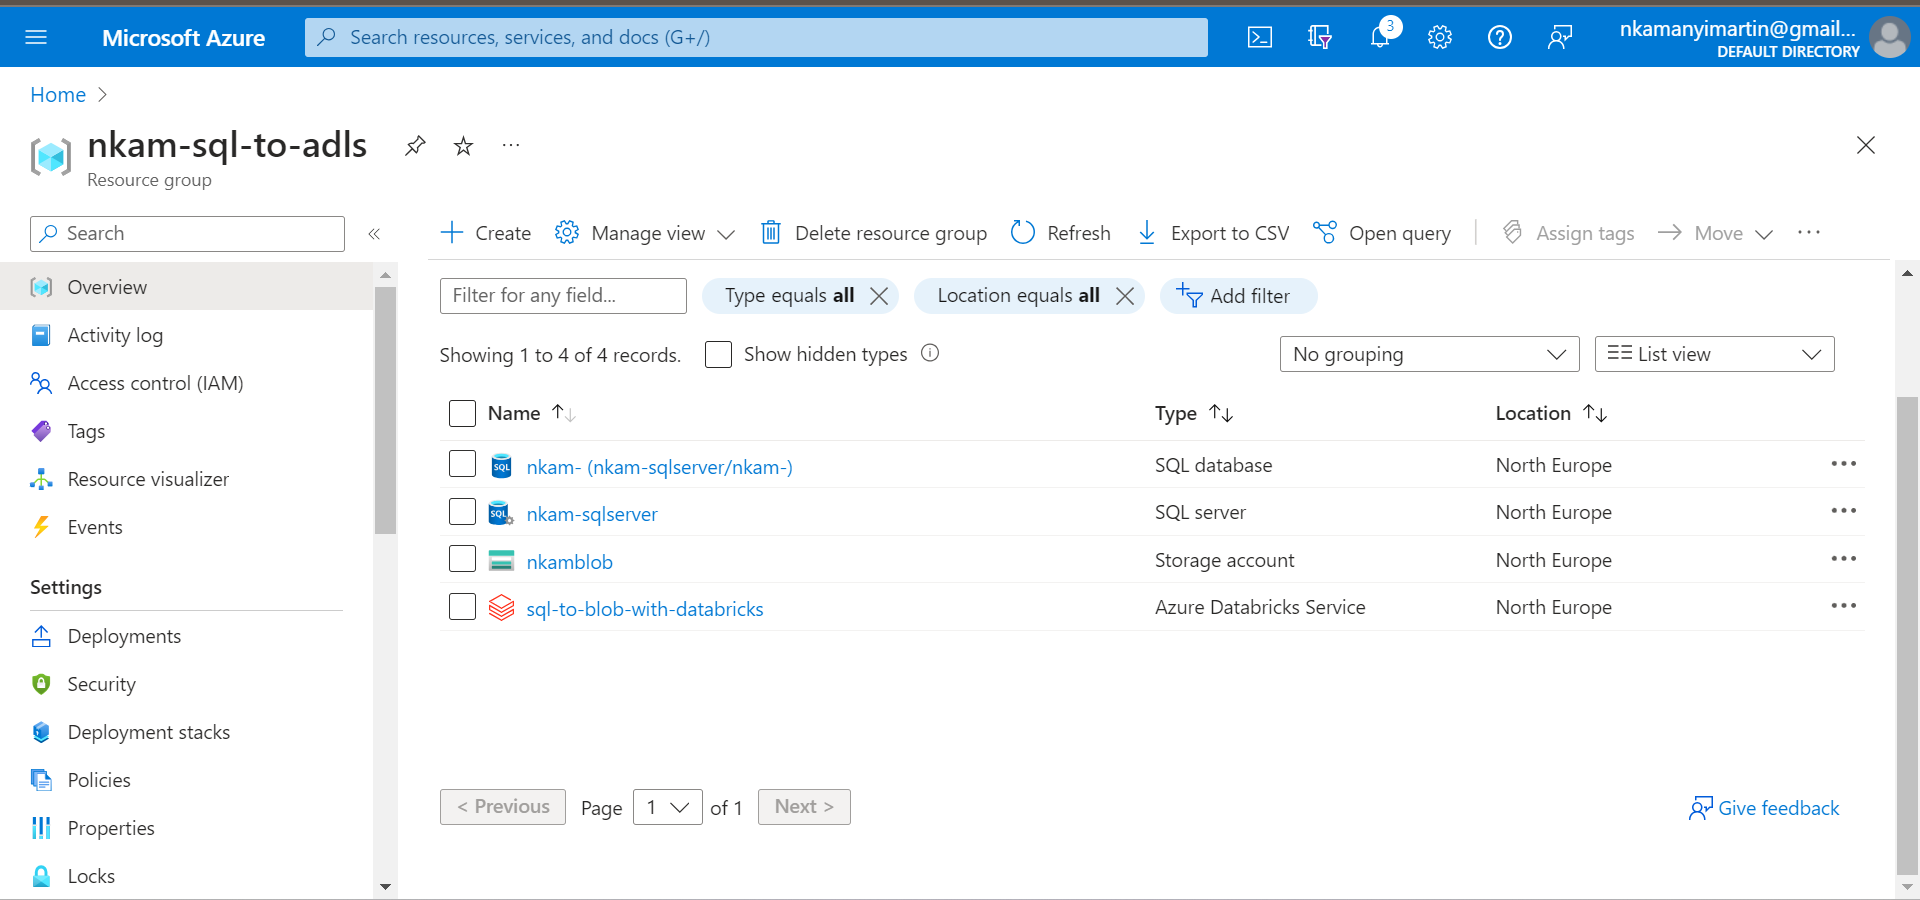 Microsoft Azure
Search resources, services, and docs (G+/)
3
nkamanyimartin@gmail...
DEFAULT DIRECTORY
Home >
nkam-sql-to-adls
Resource group
Search
«
Create
Manage view
Delete resource group
Refresh
Export to CSV
Open query
Assign tags
Move
Overview
Activity log
Access control (IAM)
Tags
Resource visualizer
Events
Settings
Deployments
Security
Deployment stacks
Policies
Properties
Locks
Filter for any field...
Type equals all
Location equals all
Add filter
Showing 1 to 4 of 4 records.
Show hidden types
No grouping
List view
Name Type Location
nkam- (nkam-sqlserver/nkam-) SQL database North Europe
nkam-sqlserver SQL server North Europe
nkamblob Storage account North Europe
sql-to-blob-with-databricks Azure Databricks Service North Europe
< Previous Page 1 of 1 Next >
Give feedback